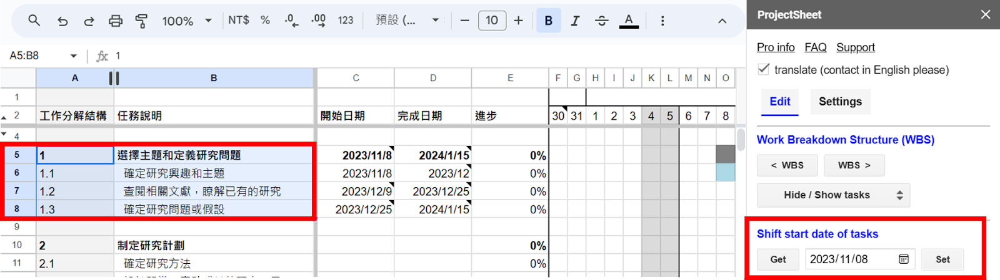 100% NT$ % .0 .00 123 預設 (... 10 B I S A
ProjectSheet
A5:B8 fx 1
Pro info FAQ Support
translate (contact in English please)
Edit Settings
A B C D E F G H I J K L M N O
1
2 工作分解結構 任務說明 開始日期 完成日期 進步 30 31 1 2 3 4 5 6 7 8
4
5 1 選擇主題和定義研究問題 2023/11/8 2024/1/15 0%
6 1.1 確定研究興趣和主題 2023/11/8 2023/12 0%
7 1.2 查閱相關文獻，瞭解已有的研究 2023/12/9 2023/12/25 0%
8 1.3 確定研究問題或假設 2023/12/25 2024/1/15 0%
9
10 2 制定研究計劃 0%
11 2.1 確定研究方法 0%
Work Breakdown Structure (WBS)
< WBS WBS >
Hide / Show tasks
Shift start date of tasks
Get 2023/11/08 Set